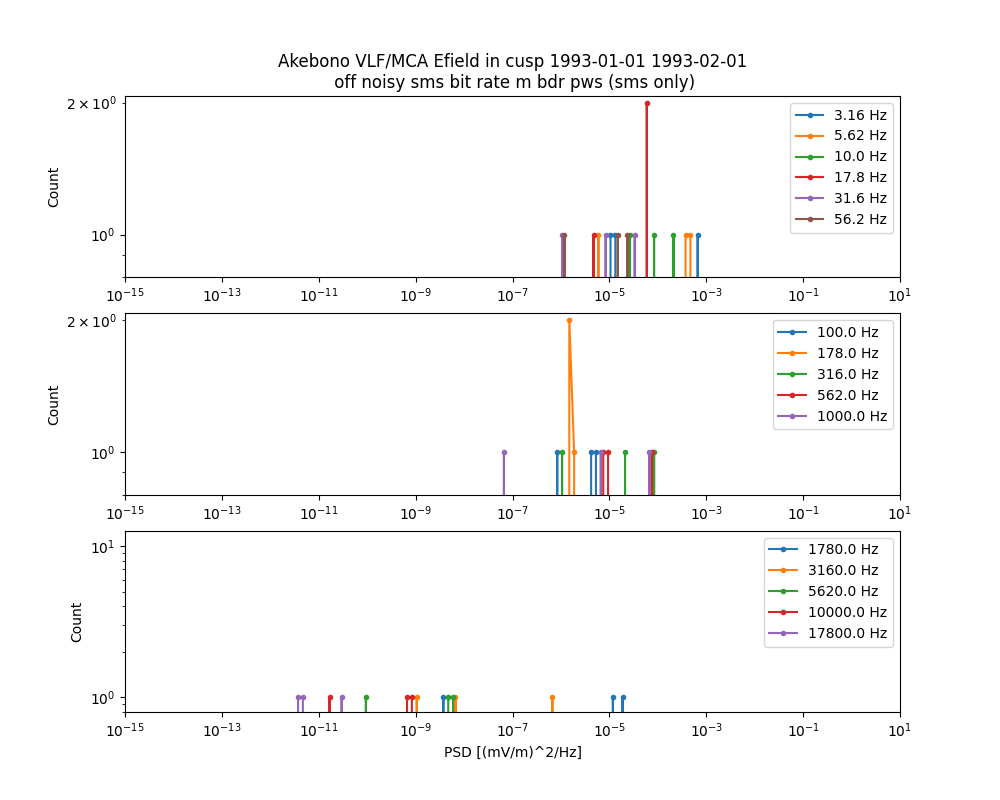 Akebono VLF/MCA Efield in cusp 1993-01-01 1993-02-01
off noisy sms bit rate m bdr pws (sms only)
2 × 10⁰
10⁰
Count
3.16 Hz
5.62 Hz
10.0 Hz
17.8 Hz
31.6 Hz
56.2 Hz
10⁻¹⁵ 10⁻¹³ 10⁻¹¹ 10⁻⁹ 10⁻⁷ 10⁻⁵ 10⁻³ 10⁻¹ 10¹
2 × 10⁰
10⁰
Count
100.0 Hz
178.0 Hz
316.0 Hz
562.0 Hz
1000.0 Hz
10⁻¹⁵ 10⁻¹³ 10⁻¹¹ 10⁻⁹ 10⁻⁷ 10⁻⁵ 10⁻³ 10⁻¹ 10¹
10¹
10⁰
Count
1780.0 Hz
3160.0 Hz
5620.0 Hz
10000.0 Hz
17800.0 Hz
10⁻¹⁵ 10⁻¹³ 10⁻¹¹ 10⁻⁹ 10⁻⁷ 10⁻⁵ 10⁻³ 10⁻¹ 10¹
PSD [(mV/m)^2/Hz]